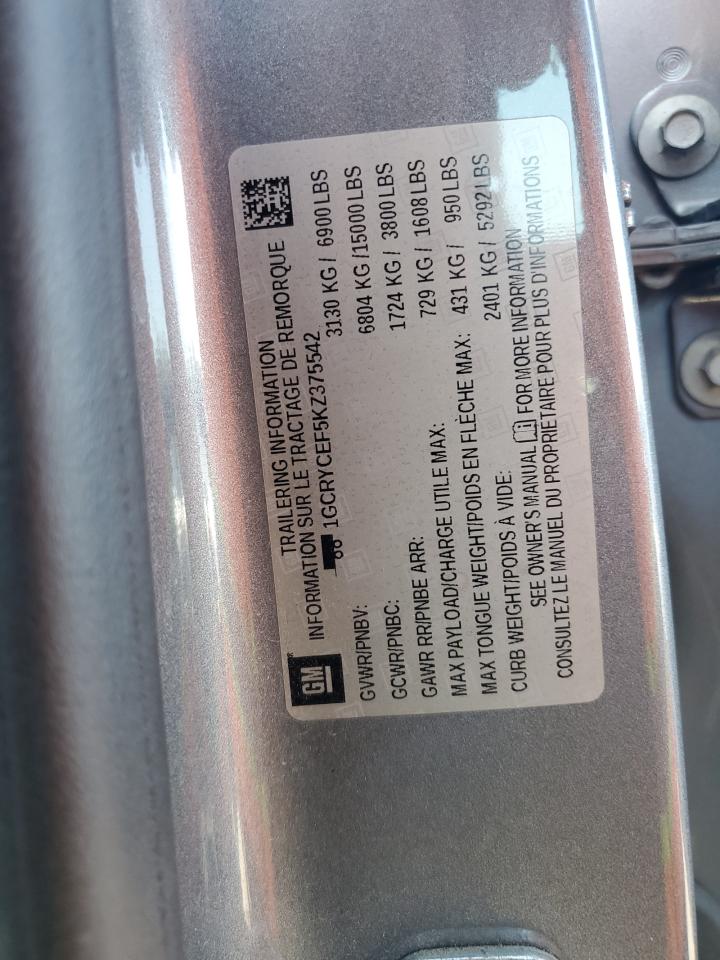 GM
TRAILERING INFORMATION
INFORMATION SUR LE TRACTAGE DE REMORQUE
1GCRYCEF5KZ375542
GVWR/PNBV: 3130 KG / 6900 LBS
GCWR/PNBC: 6804 KG /15000 LBS
GAWR RR/PNBE ARR: 1724 KG / 3800 LBS
MAX PAYLOAD/CHARGE UTILE MAX: 729 KG / 1608 LBS
MAX TONGUE WEIGHT/POIDS EN FLÈCHE MAX: 431 KG / 950 LBS
CURB WEIGHT/POIDS À VIDE: 2401 KG / 5292 LBS
SEE OWNER'S MANUAL FOR MORE INFORMATION
CONSULTEZ LE MANUEL DU PROPRIÉTAIRE POUR PLUS D'INFORMATIONS